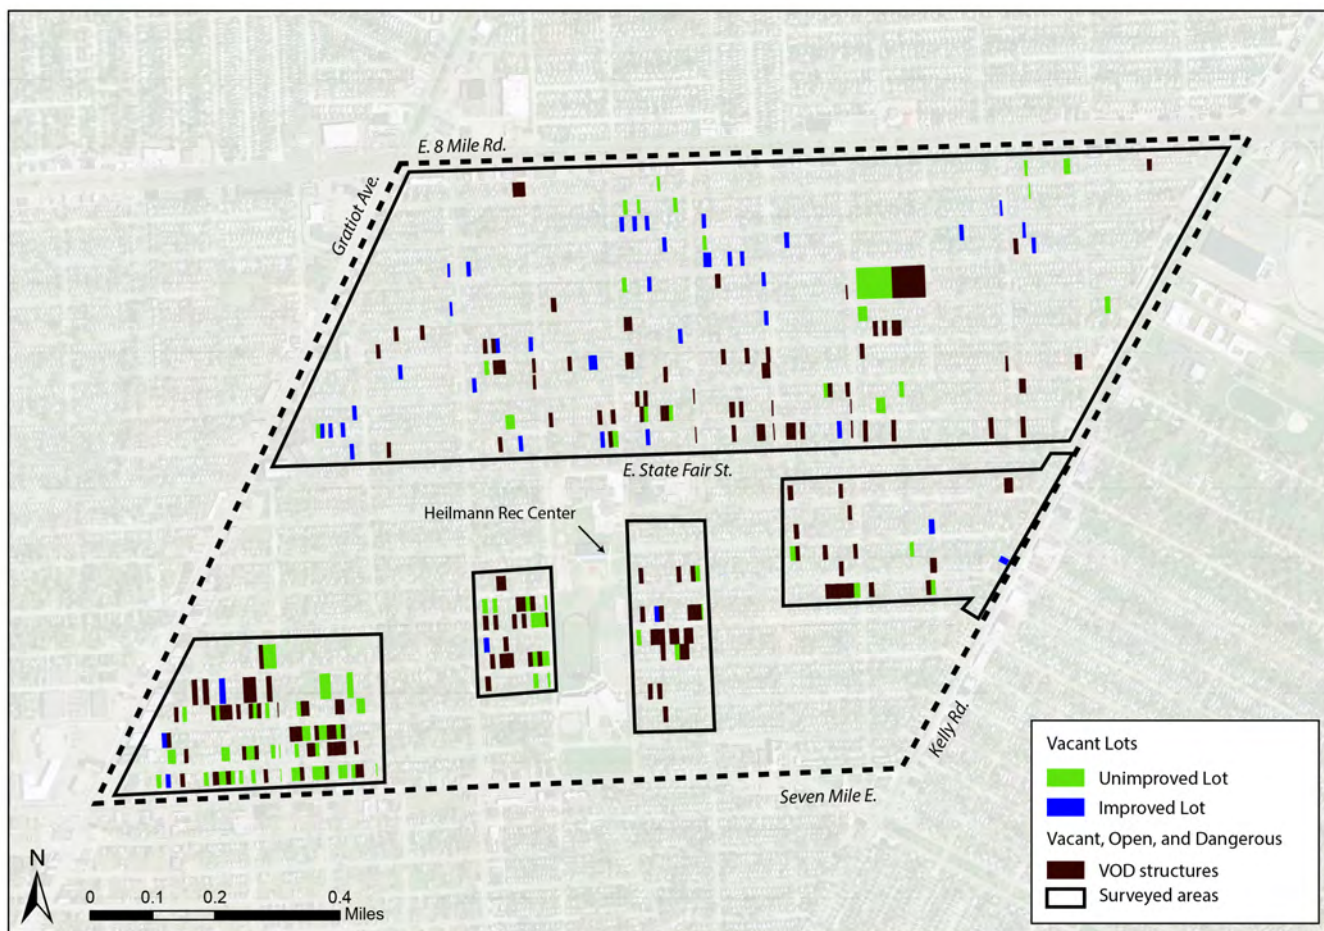 E. 8 Mile Rd.
Gratiot Ave.
E. State Fair St.
Heilmann Rec Center
Kelly Rd.
Seven Mile E.
Vacant Lots
Unimproved Lot
Improved Lot
Vacant, Open, and Dangerous
VOD structures
Surveyed areas
N
0 0.1 0.2 0.4
Miles